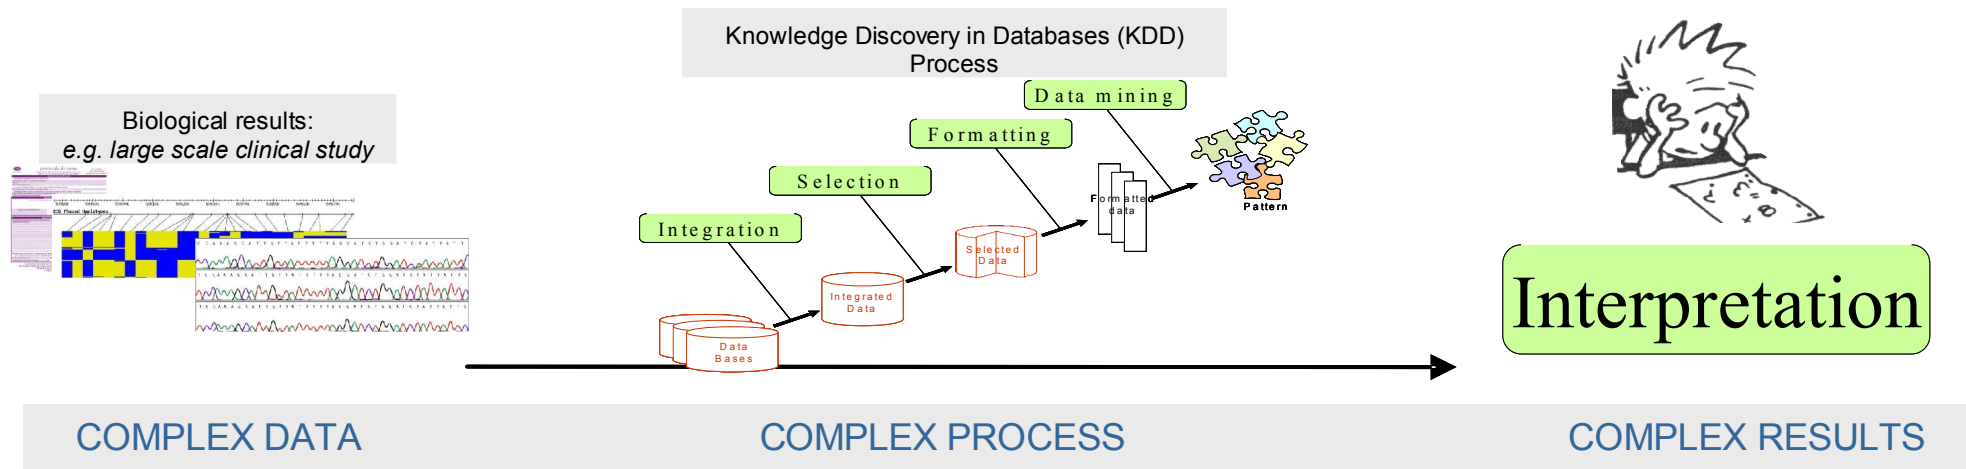 Knowledge Discovery in Databases (KDD)
Process
Biological results:
e.g. large scale clinical study
Data mining
Formatting
Selection
Integration
Formatted
data
Pattern
Selected
Data
Integrated
Data
Data
Bases
Interpretation
COMPLEX DATA
COMPLEX PROCESS
COMPLEX RESULTS